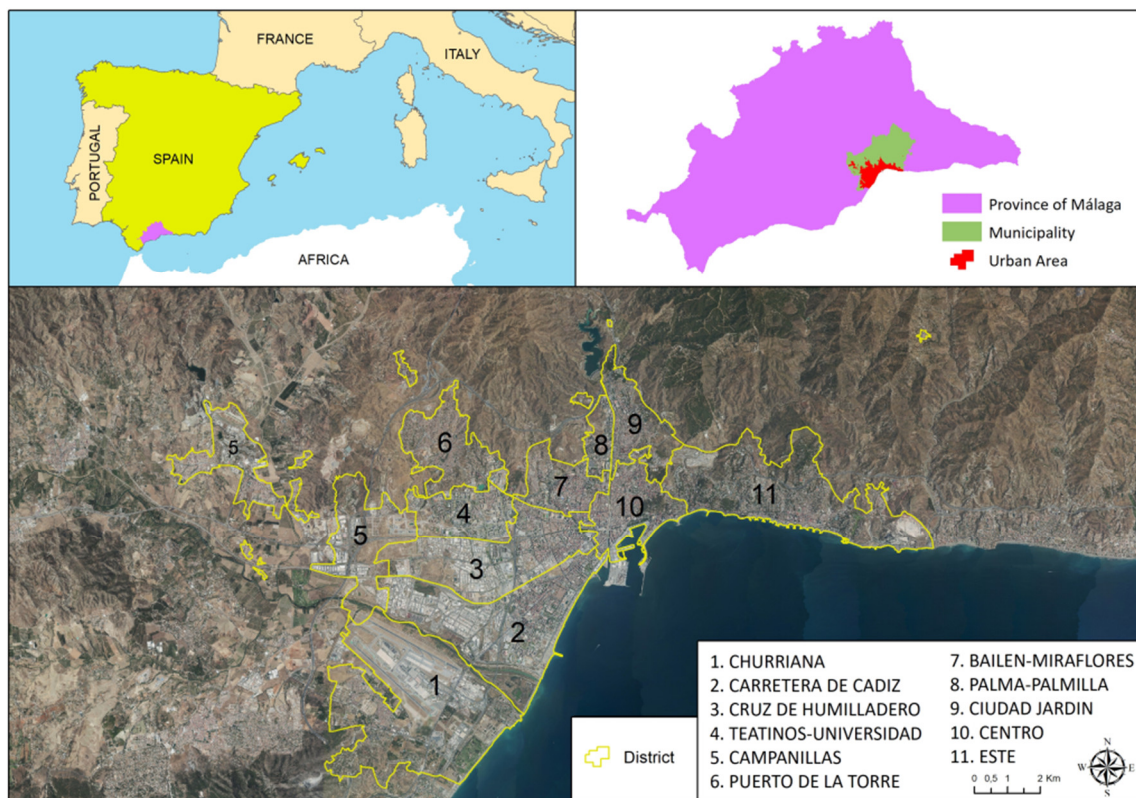 FRANCE
ITALY
PORTUGAL
SPAIN
AFRICA
Province of Málaga
Municipality
Urban Area
5
6
9
8
7
11
10
4
5
3
2
1
1. CHURRIANA
2. CARRETERA DE CADIZ
3. CRUZ DE HUMILLADERO
4. TEATINOS-UNIVERSIDAD
5. CAMPANILLAS
6. PUERTO DE LA TORRE
7. BAILEN-MIRAFLORES
8. PALMA-PALMILLA
9. CIUDAD JARDIN
10. CENTRO
11. ESTE
District
0 0,5 1 2 Km
N
W E
S